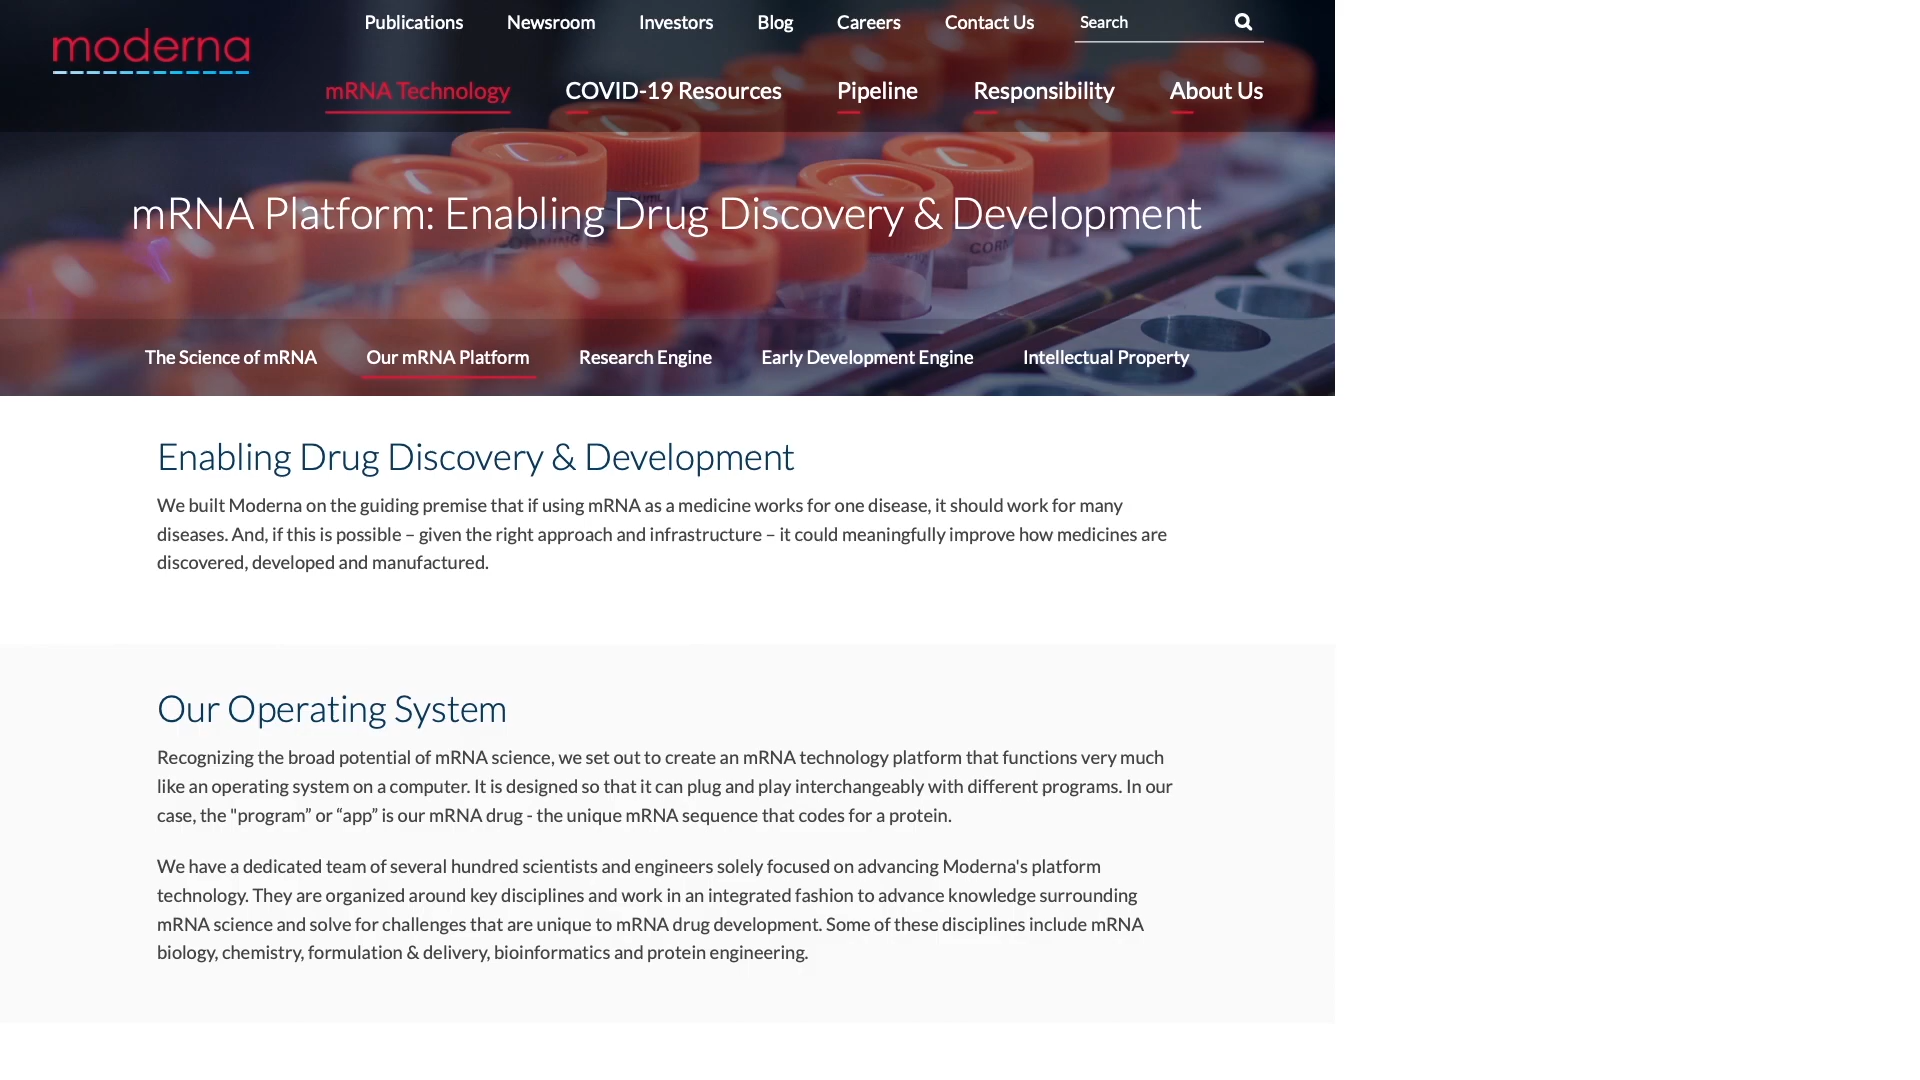 Publications Newsroom Investors Blog Careers Contact Us Search
moderna
mRNA Technology COVID-19 Resources Pipeline Responsibility About Us
mRNA Platform: Enabling Drug Discovery & Development
CORNING
The Science of mRNA Our mRNA Platform Research Engine Early Development Engine Intellectual Property
Enabling Drug Discovery & Development
We built Moderna on the guiding premise that if using mRNA as a medicine works for one disease, it should work for many
diseases. And, if this is possible – given the right approach and infrastructure – it could meaningfully improve how medicines are
discovered, developed and manufactured.
Our Operating System
Recognizing the broad potential of mRNA science, we set out to create an mRNA technology platform that functions very much
like an operating system on a computer. It is designed so that it can plug and play interchangeably with different programs. In our
case, the "program” or “app” is our mRNA drug - the unique mRNA sequence that codes for a protein.
We have a dedicated team of several hundred scientists and engineers solely focused on advancing Moderna's platform
technology. They are organized around key disciplines and work in an integrated fashion to advance knowledge surrounding
mRNA science and solve for challenges that are unique to mRNA drug development. Some of these disciplines include mRNA
biology, chemistry, formulation & delivery, bioinformatics and protein engineering.